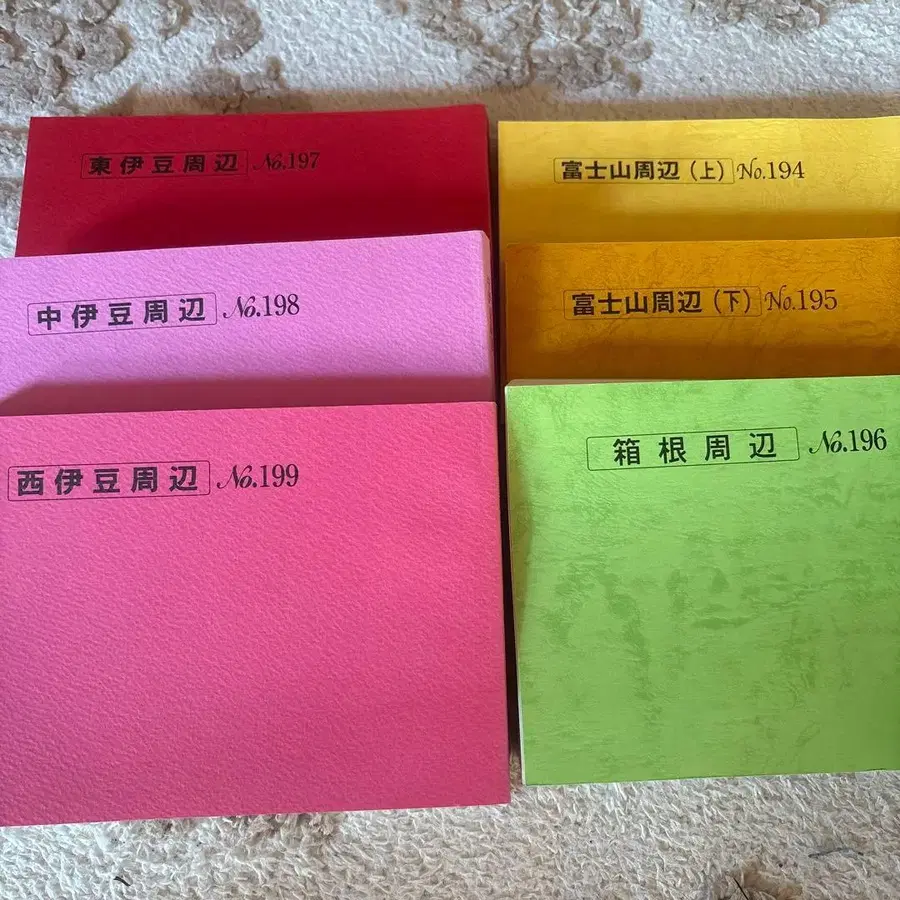 東伊豆周辺 No.197
中伊豆周辺 No.198
西伊豆周辺 No.199
富士山周辺(上) No.194
富士山周辺(下) No.195
箱根周辺 No.196